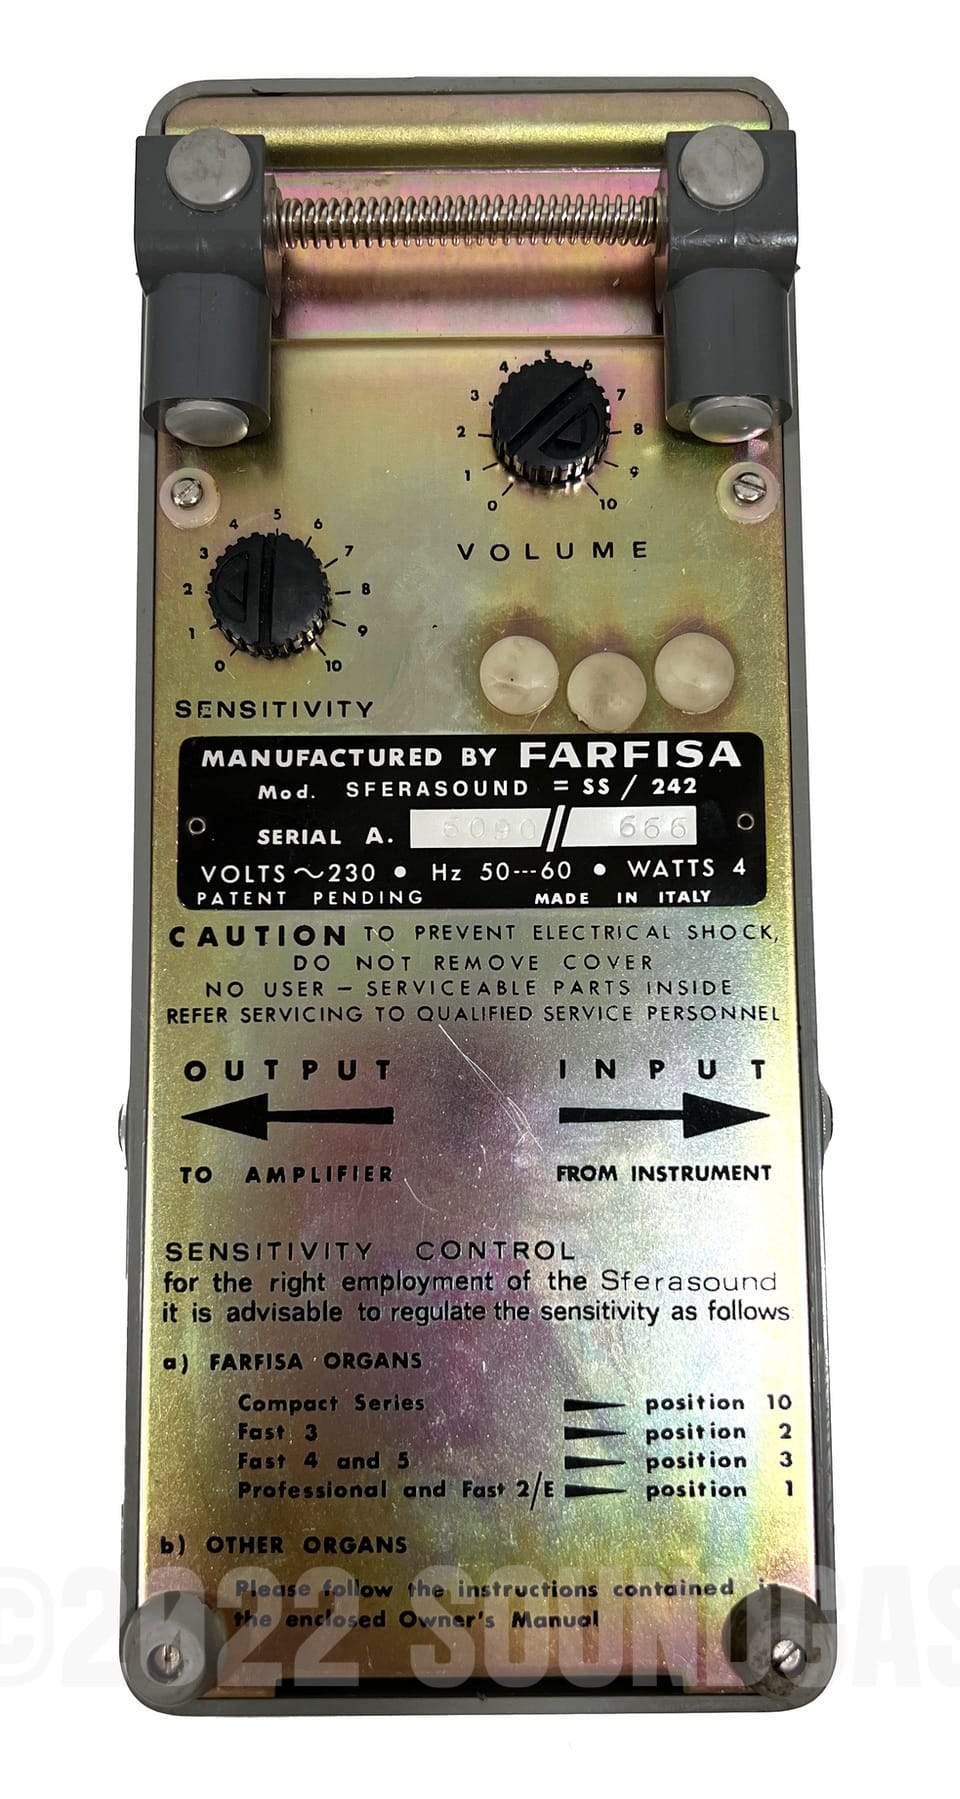 5
4 6
3 7
2 8
1 9
0 10
VOLUME
5
4 6
3 7
2 8
1 9
0 10
SENSITIVITY
MANUFACTURED BY FARFISA
Mod. SFERASOUND = SS / 242
SERIAL A. 6090 // 666
VOLTS ~ 230 • Hz 50---60 • WATTS 4
PATENT PENDING MADE IN ITALY
CAUTION TO PREVENT ELECTRICAL SHOCK,
DO NOT REMOVE COVER
NO USER – SERVICEABLE PARTS INSIDE
REFER SERVICING TO QUALIFIED SERVICE PERSONNEL
OUTPUT INPUT
TO AMPLIFIER FROM INSTRUMENT
SENSITIVITY CONTROL
for the right employment of the Sferasound
it is advisable to regulate the sensitivity as follows
a) FARFISA ORGANS
Compact Series position 10
Fast 3 position 2
Fast 4 and 5 position 3
Professional and Fast 2/E position 1
b) OTHER ORGANS
Please follow the instructions contained in
the enclosed Owner's Manual
©2022 SOUNDGAS